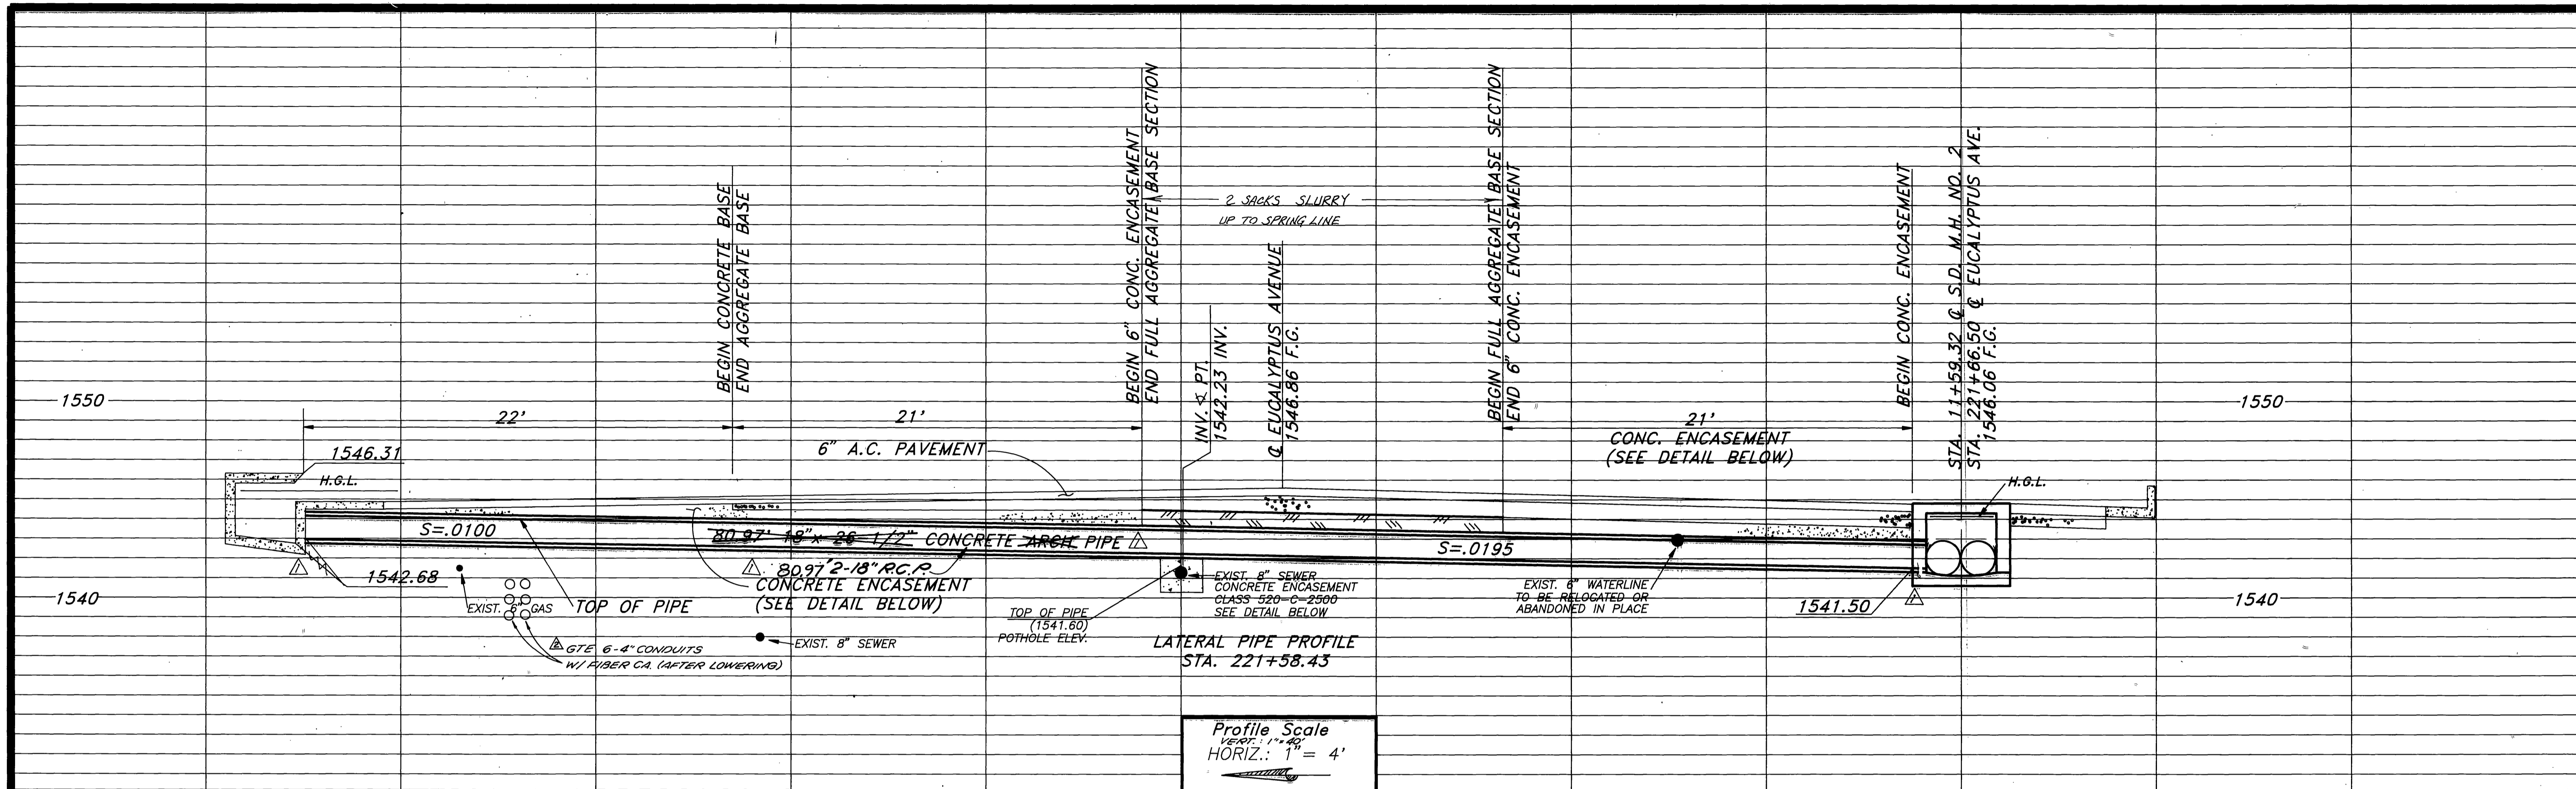 BEGIN CONCRETE BASE
END AGGREGATE BASE
BEGIN 6" CONC. ENCASEMENT
END FULL AGGREGATE BASE SECTION
2 SACKS SLURRY
UP TO SPRING LINE
INV. PT.
1542.23 INV.
℄ EUCALYPTUS AVENUE
1546.86 F.G.
BEGIN FULL AGGREGATE BASE SECTION
END 6" CONC. ENCASEMENT
BEGIN CONC. ENCASEMENT
STA. 11+59.32 ℄ S.D. M.H. NO. 2
STA. 221+66.50 ℄ EUCALYPTUS AVE.
1546.06 F.G.
1550
1550
22'
21'
21'
CONC. ENCASEMENT
(SEE DETAIL BELOW)
6" A.C. PAVEMENT
1546.31
H.G.L.
H.G.L.
S=.0100
80.97' 18" x 26 1/2" CONCRETE ARCH PIPE 1
S=.0195
1
80.97' 2-18" R.C.P.
CONCRETE ENCASEMENT
(SEE DETAIL BELOW)
1
1542.68
1540
EXIST. 6" GAS
TOP OF PIPE
2 GTE 6-4" CONDUITS
W/ FIBER CA. (AFTER LOWERING)
EXIST. 8" SEWER
TOP OF PIPE
(1541.60)
POTHOLE ELEV.
EXIST. 8" SEWER
CONCRETE ENCASEMENT
CLASS 520-C-2500
SEE DETAIL BELOW
EXIST. 6" WATERLINE
TO BE RELOCATED OR
ABANDONED IN PLACE
1541.50
1
1540
LATERAL PIPE PROFILE
STA. 221+58.43
Profile Scale
VERT.: 1"=40'
HORIZ.: 1"= 4'